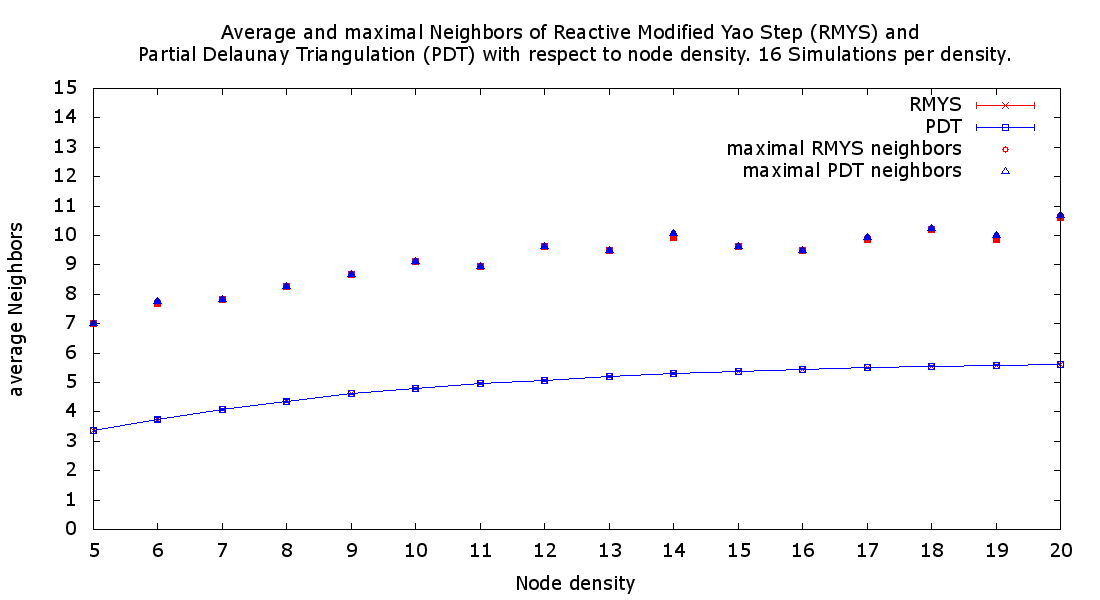 Average and maximal Neighbors of Reactive Modified Yao Step (RMYS) and
Partial Delaunay Triangulation (PDT) with respect to node density. 16 Simulations per density.
RMYS
PDT
maximal RMYS neighbors
maximal PDT neighbors
average Neighbors
15
14
13
12
11
10
9
8
7
6
5
4
3
2
1
0
5 6 7 8 9 10 11 12 13 14 15 16 17 18 19 20
Node density